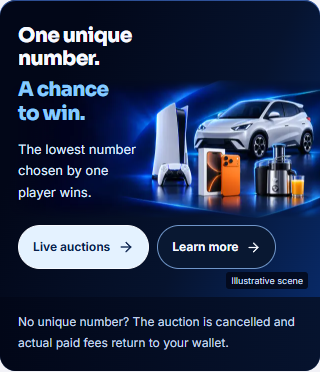 One unique
number.
A chance
to win.
The lowest number
chosen by one
player wins.
Live auctions →
Learn more →
Illustrative scene
No unique number? The auction is cancelled and
actual paid fees return to your wallet.